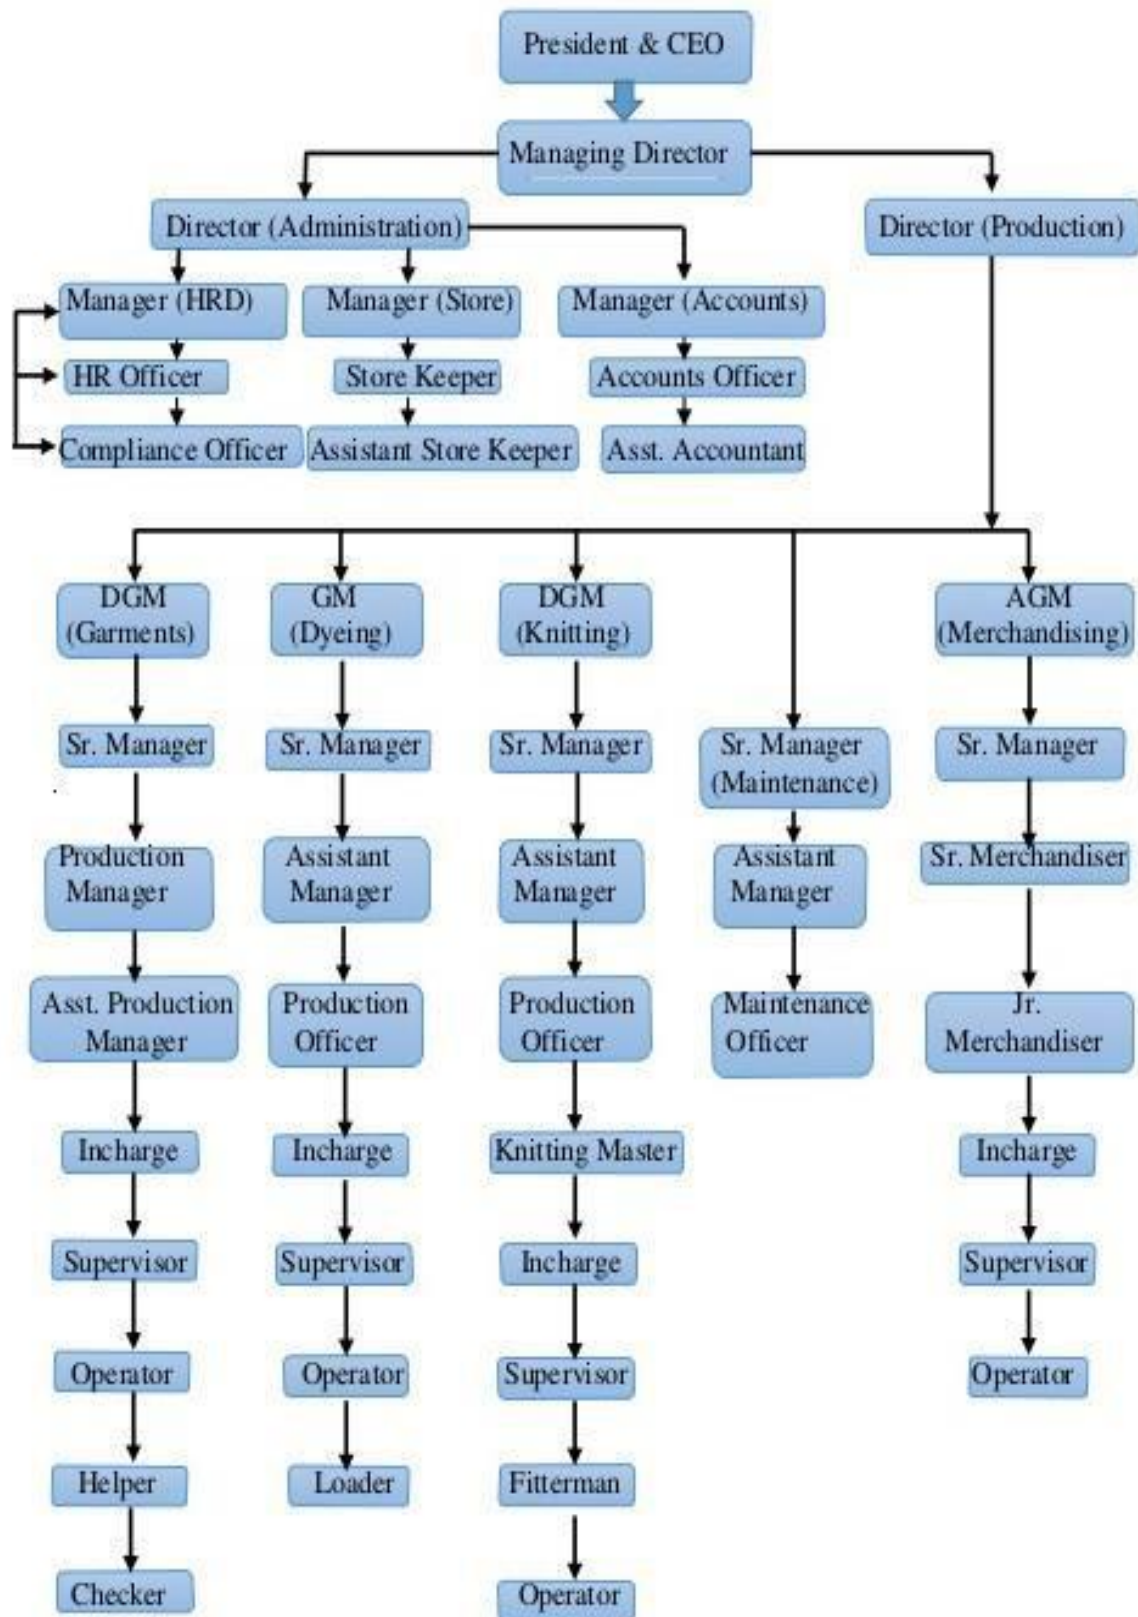 President & CEO
Managing Director
Director (Administration)
Director (Production)
Manager (HRD)
Manager (Store)
Manager (Accounts)
HR Officer
Store Keeper
Accounts Officer
Compliance Officer
Assistant Store Keeper
Asst. Accountant
DGM
(Garments)
GM
(Dyeing)
DGM
(Knitting)
AGM
(Merchandising)
Sr. Manager
Sr. Manager
Sr. Manager
Sr. Manager
(Maintenance)
Sr. Manager
Production
Manager
Assistant
Manager
Assistant
Manager
Assistant
Manager
Sr. Merchandiser
Asst. Production
Manager
Production
Officer
Production
Officer
Maintenance
Officer
Jr.
Merchandiser
Incharge
Incharge
Knitting Master
Incharge
Supervisor
Supervisor
Incharge
Supervisor
Operator
Operator
Supervisor
Operator
Helper
Loader
Fitterman
Checker
Operator